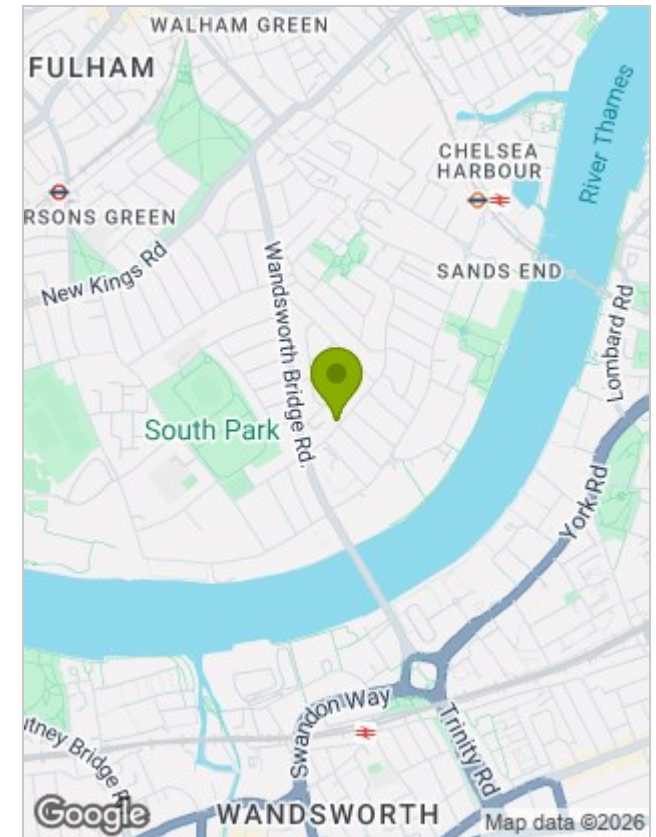 WALHAM GREEN
FULHAM
CHELSEA
HARBOUR
River Thames
RSONS GREEN
New Kings Rd
SANDS END
Wandsworth Bridge Rd.
Lombard Rd
South Park
York Rd
Swandon Way
Trinity Rd
tney Bridge R
WANDSWORTH
Google
Map data ©2026